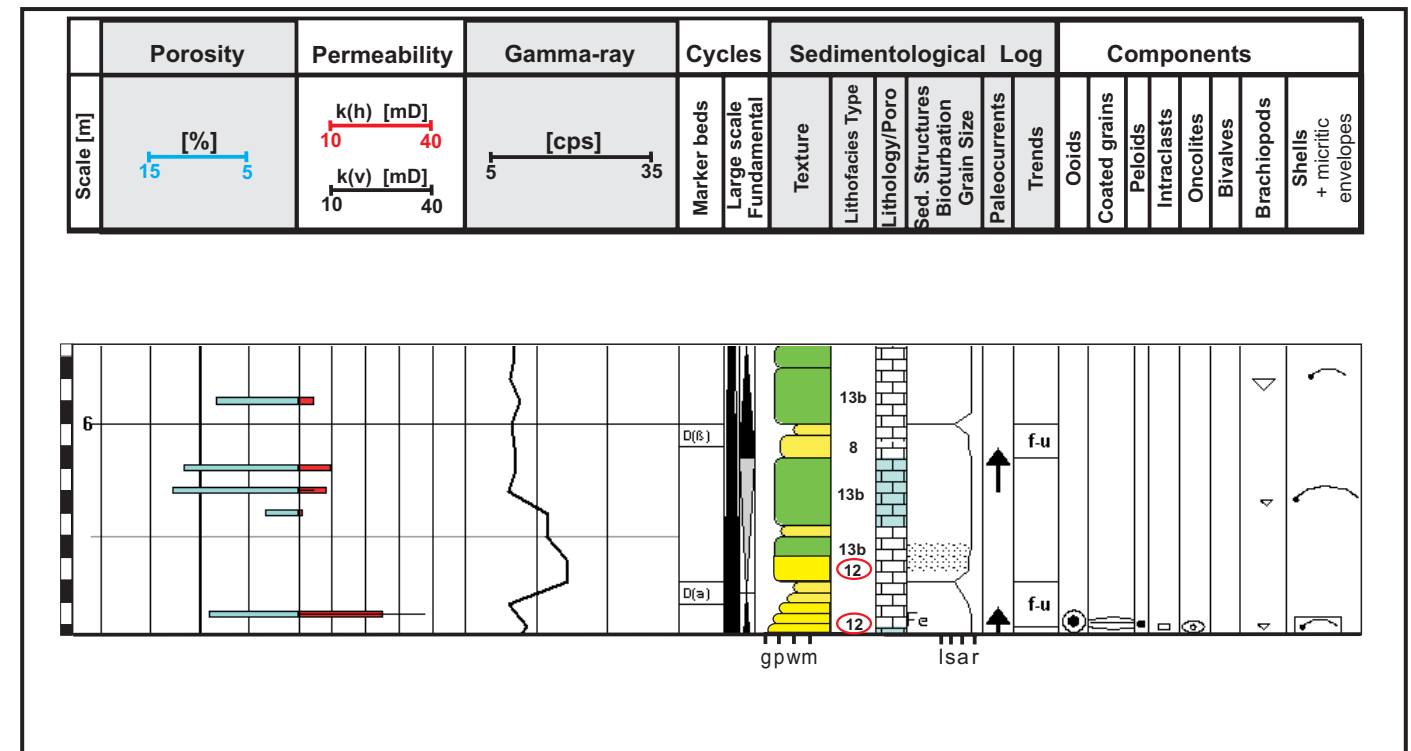 Porosity
Permeability
Gamma-ray
Cycles
Sedimentological Log
Components
Scale [m]
[%]
15 5
k(h) [mD]
10 40
k(v) [mD]
10 40
[cps]
5 35
Marker beds
Large scale
Fundamental
Texture
Lithofacies Type
Lithology/Poro
Sed. Structures
Bioturbation
Grain Size
Paleocurrents
Trends
Ooids
Coated grains
Peloids
Intraclasts
Oncolites
Bivalves
Brachiopods
Shells
+ micritic
envelopes
13b
6
D(ß)
8
f-u
13b
13b
12
D(a)
f-u
12
Fe
gpwm
lsar